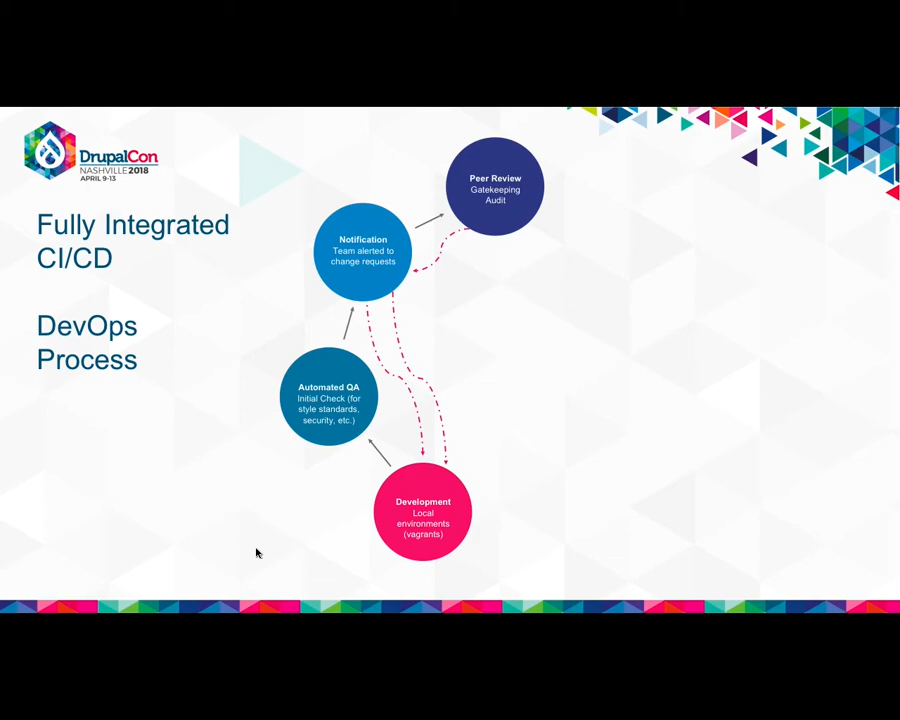 DrupalCon
NASHVILLE 2018
APRIL 9-13
Fully Integrated
CI/CD
DevOps
Process
Peer Review
Gatekeeping
Audit
Notification
Team alerted to
change requests
Automated QA
Initial Check (for
style standards,
security, etc.)
Development
Local
environments
(vagrants)